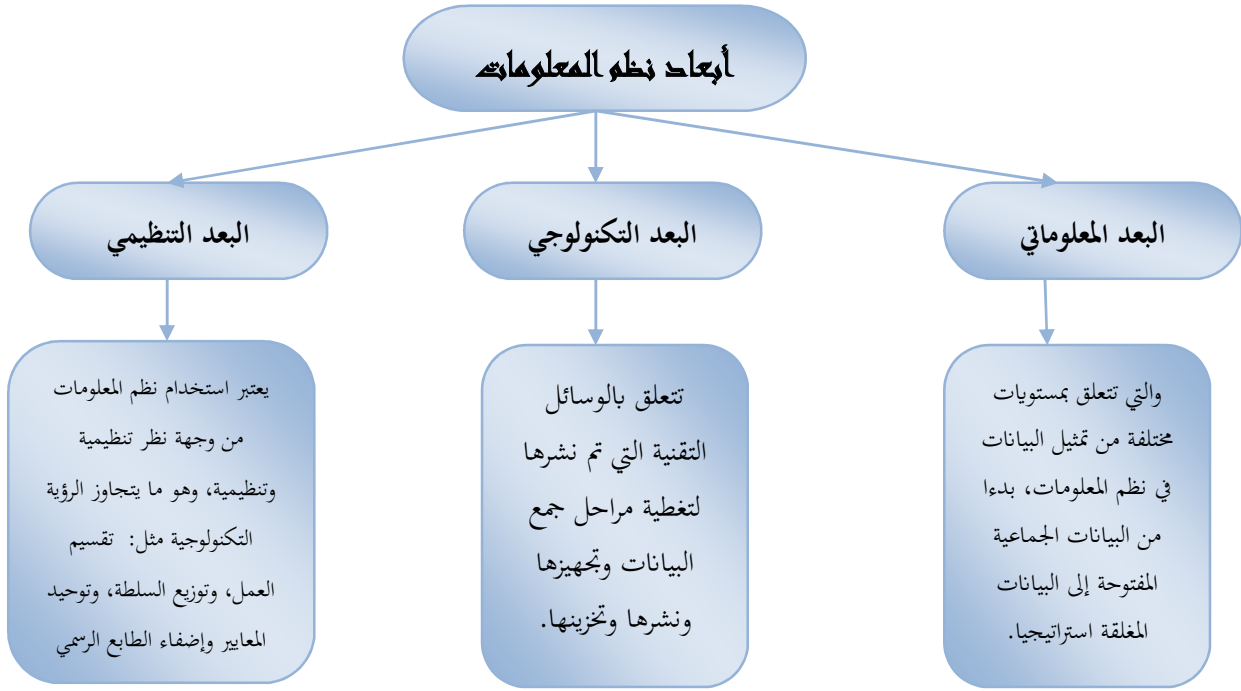 أبعاد نظم المعلومات
البعد المعلوماتي
البعد التكنولوجي
البعد التنظيمي
والتي تتعلق بمستويات
مختلفة من تمثيل البيانات
في نظم المعلومات، بدءا
من البيانات الجماعية
المفتوحة إلى البيانات
المغلقة استراتيجيا.
تتعلق بالوسائل
التقنية التي تم نشرها
لتغطية مراحل جمع
البيانات وتجهيزها
ونشرها وتخزينها.
يعتبر استخدام نظم المعلومات
من وجهة نظر تنظيمية
وتنظيمية، وهو ما يتجاوز الرؤية
التكنولوجية مثل: تقسيم
العمل، وتوزيع السلطة، وتوحيد
المعايير وإضفاء الطابع الرسمي